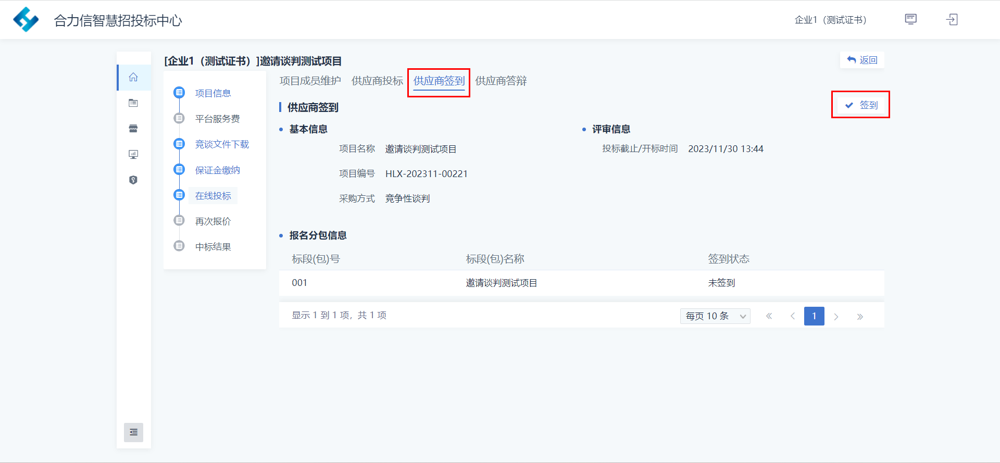 合力信智慧招投标中心
企业1（测试证书）
[企业1（测试证书）]邀请谈判测试项目
返回
项目成员维护 供应商投标 供应商签到 供应商答辩
项目信息
平台服务费
竞谈文件下载
保证金缴纳
在线投标
再次报价
中标结果
供应商签到
签到
基本信息
项目名称 邀请谈判测试项目
项目编号 HLX-202311-00221
采购方式 竞争性谈判
评审信息
投标截止/开标时间 2023/11/30 13:44
报名分包信息
标段(包)号 标段(包)名称 签到状态
001 邀请谈判测试项目 未签到
显示 1 到 1 项，共 1 项
每页 10 条
1